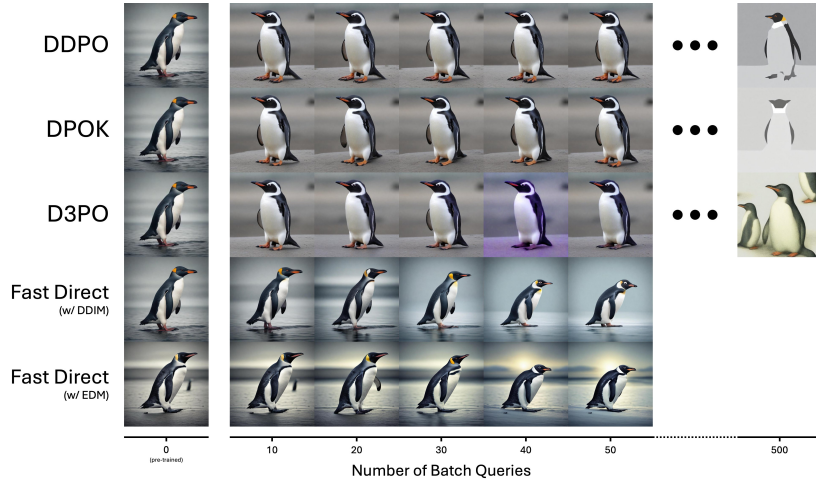 DDPO
DPOK
D3PO
Fast Direct
(w/ DDIM)
Fast Direct
(w/ EDM)
0 10 20 30 40 50 500
(pre-trained)
Number of Batch Queries